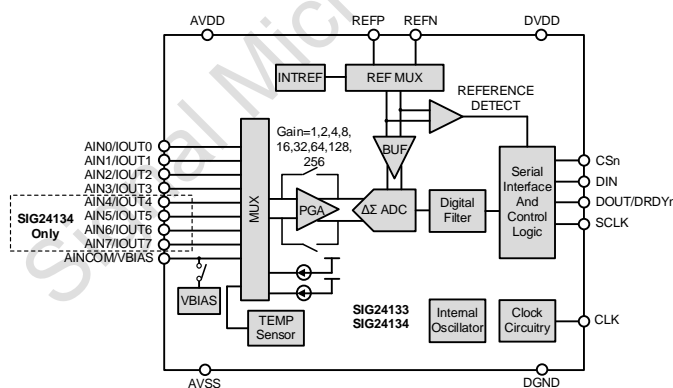 AVDD
REFP
REFN
DVDD
INTREF
REF MUX
REFERENCE
DETECT
Gain=1,2,4,8,
16,32,64,128,
256
BUF
AIN0/IOUT0
AIN1/IOUT1
AIN2/IOUT2
AIN3/IOUT3
AIN4/IOUT4
AIN5/IOUT5
AIN6/IOUT6
AIN7/IOUT7
AINCOM/VBIAS
SIG24134
Only
MUX
PGA
ΔΣ ADC
Digital
Filter
Serial
Interface
And
Control
Logic
CSn
DIN
DOUT/DRDYn
SCLK
VBIAS
TEMP
Sensor
SIG24133
SIG24134
Internal
Oscillator
Clock
Circuitry
CLK
AVSS
DGND